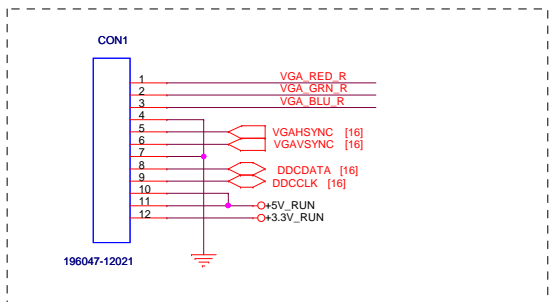 CON1
1 VGA_RED_R
2 VGA_GRN_R
3 VGA_BLU_R
4
5 VGAHSYNC [16]
6 VGAVSYNC [16]
7
8 DDCDATA [16]
9 DDCCLK [16]
10
11 +5V_RUN
12 +3.3V_RUN
196047-12021